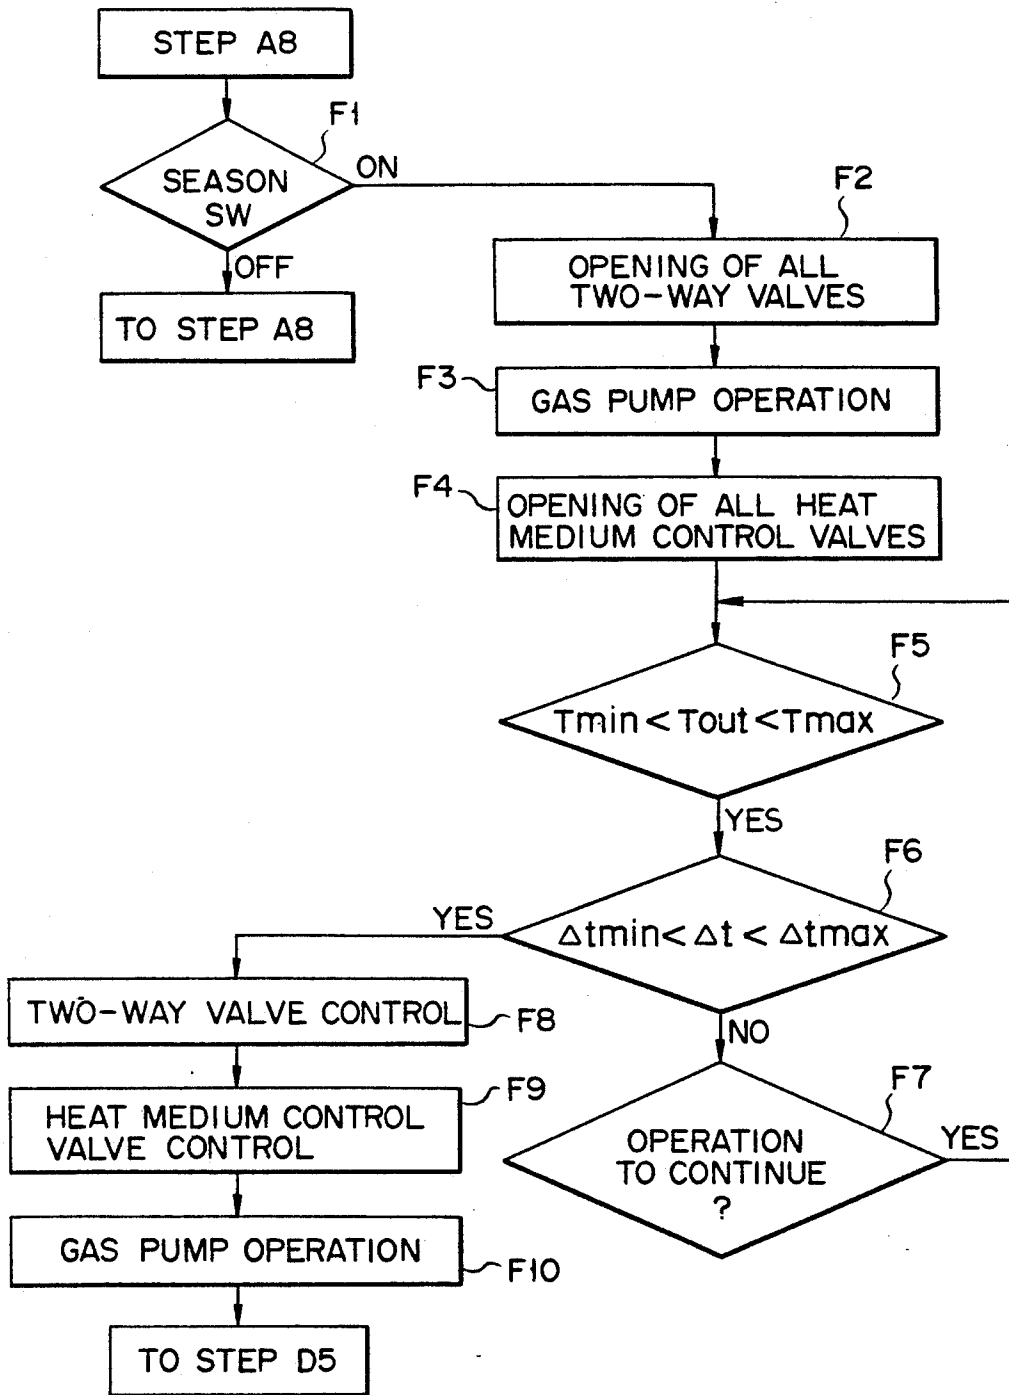 STEP A8
F1
SEASON
SW
ON
OFF
TO STEP A8
F2
OPENING OF ALL
TWO-WAY VALVES
F3
GAS PUMP OPERATION
F4
OPENING OF ALL HEAT
MEDIUM CONTROL VALVES
F5
Tmin < Tout < Tmax
YES
F6
Δtmin < Δt < Δtmax
YES
NO
F7
OPERATION
TO CONTINUE
?
YES
TWO-WAY VALVE CONTROL
F8
HEAT MEDIUM CONTROL
VALVE CONTROL
F9
GAS PUMP OPERATION
F10
TO STEP D5